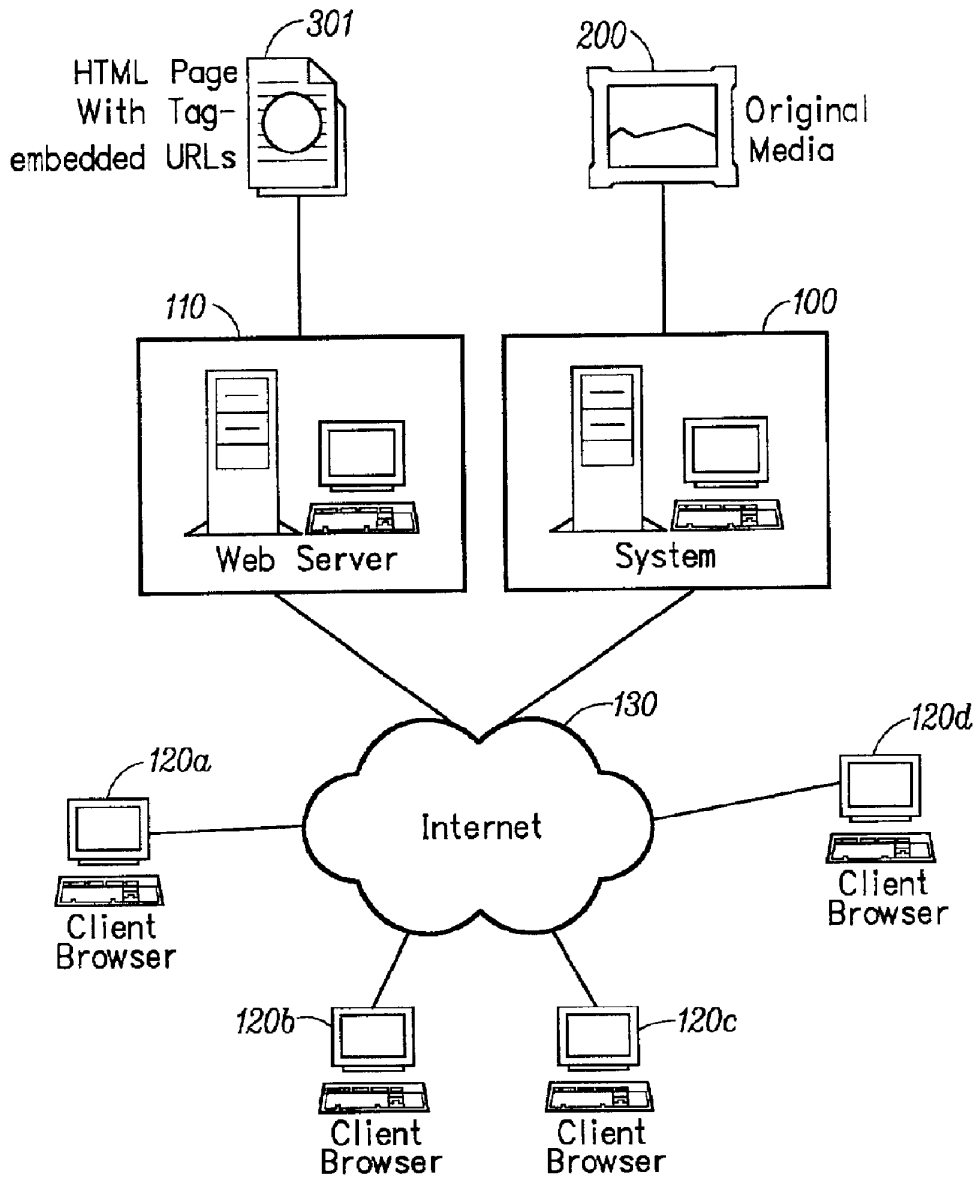 301
HTML Page
With Tag-
embedded URLs
200
Original
Media
110
Web Server
100
System
130
Internet
120a
Client
Browser
120d
Client
Browser
120b
Client
Browser
120c
Client
Browser